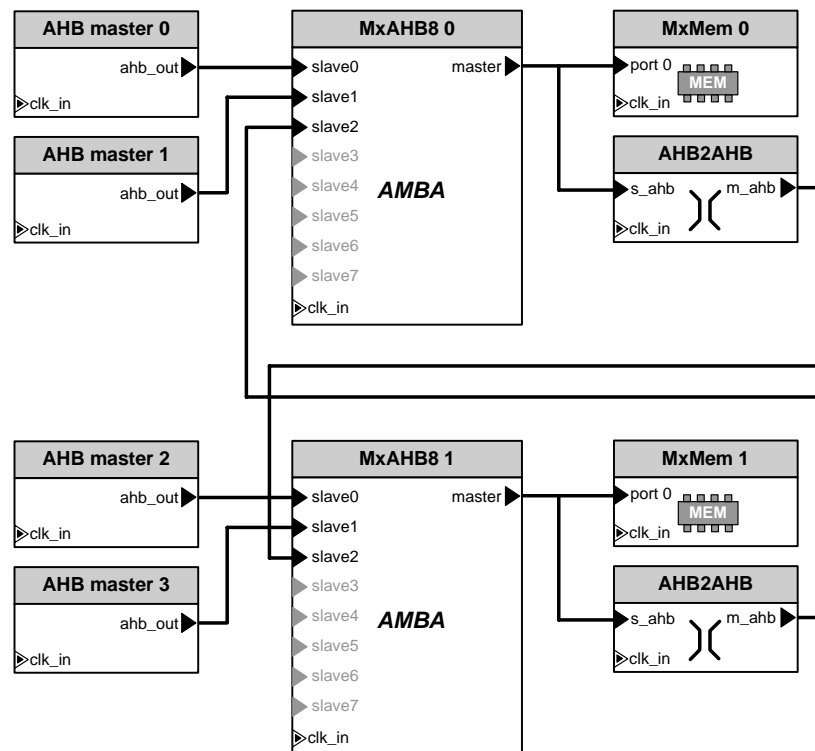 AHB master 0
ahb_out
clk_in
AHB master 1
ahb_out
clk_in
MxAHB8 0
slave0
master
slave1
slave2
slave3
slave4
AMBA
slave5
slave6
slave7
clk_in
MxMem 0
port 0
MEM
clk_in
AHB2AHB
s_ahb
m_ahb
clk_in
AHB master 2
ahb_out
clk_in
AHB master 3
ahb_out
clk_in
MxAHB8 1
slave0
master
slave1
slave2
slave3
slave4
AMBA
slave5
slave6
slave7
clk_in
MxMem 1
port 0
MEM
clk_in
AHB2AHB
s_ahb
m_ahb
clk_in